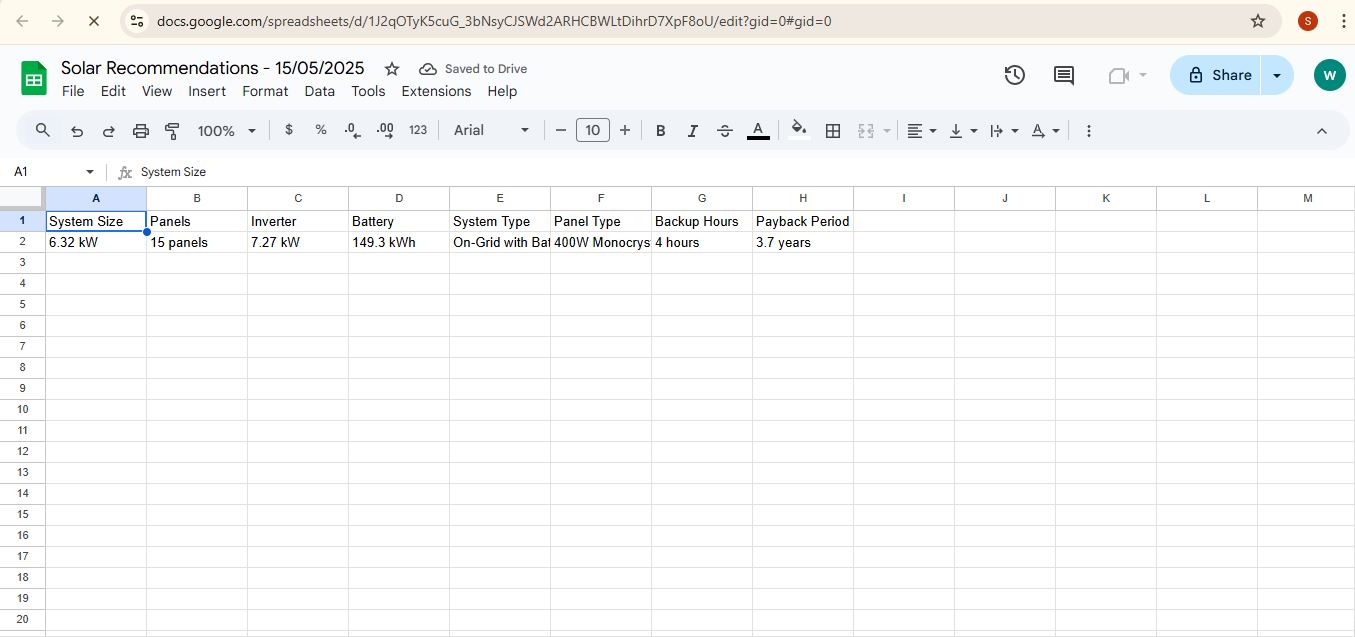 docs.google.com/spreadsheets/d/1J2qOTyK5cuG_3bNsyCJSWd2ARHCBWLtDihrD7XpF8oU/edit?gid=0#gid=0
S
Solar Recommendations - 15/05/2025
Saved to Drive
File Edit View Insert Format Data Tools Extensions Help
Share
W
100% $ % .0 .00 123 Arial 10 B I S A A
A1 fx System Size
A B C D E F G H I J K L M
1 System Size Panels Inverter Battery System Type Panel Type Backup Hours Payback Period
2 6.32 kW 15 panels 7.27 kW 149.3 kWh On-Grid with Bat 400W Monocrys 4 hours 3.7 years
3
4
5
6
7
8
9
10
11
12
13
14
15
16
17
18
19
20